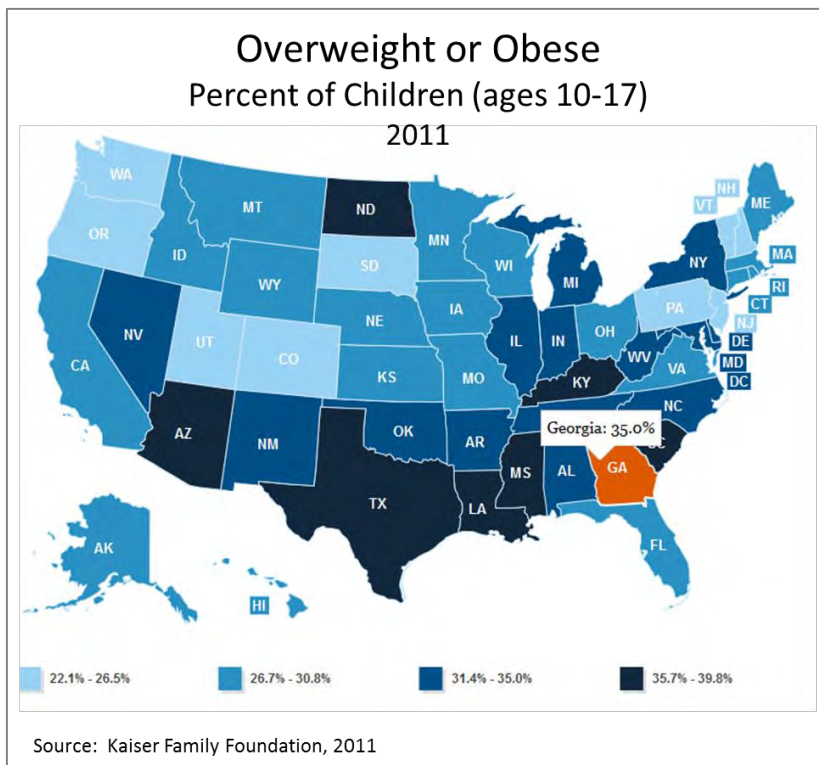 Overweight or Obese
Percent of Children (ages 10-17)
2011
WA
OR
CA
NV
ID
MT
WY
UT
CO
AZ
NM
ND
SD
NE
KS
OK
TX
MN
IA
MO
AR
LA
WI
IL
IN
MI
OH
KY
MS
AL
Georgia: 35.0%
GA
FL
NC
VA
WV
PA
NY
VT
NH
ME
MA
RI
CT
NJ
DE
MD
DC
AK
HI
22.1% - 26.5%
26.7% - 30.8%
31.4% - 35.0%
35.7% - 39.8%
Source: Kaiser Family Foundation, 2011